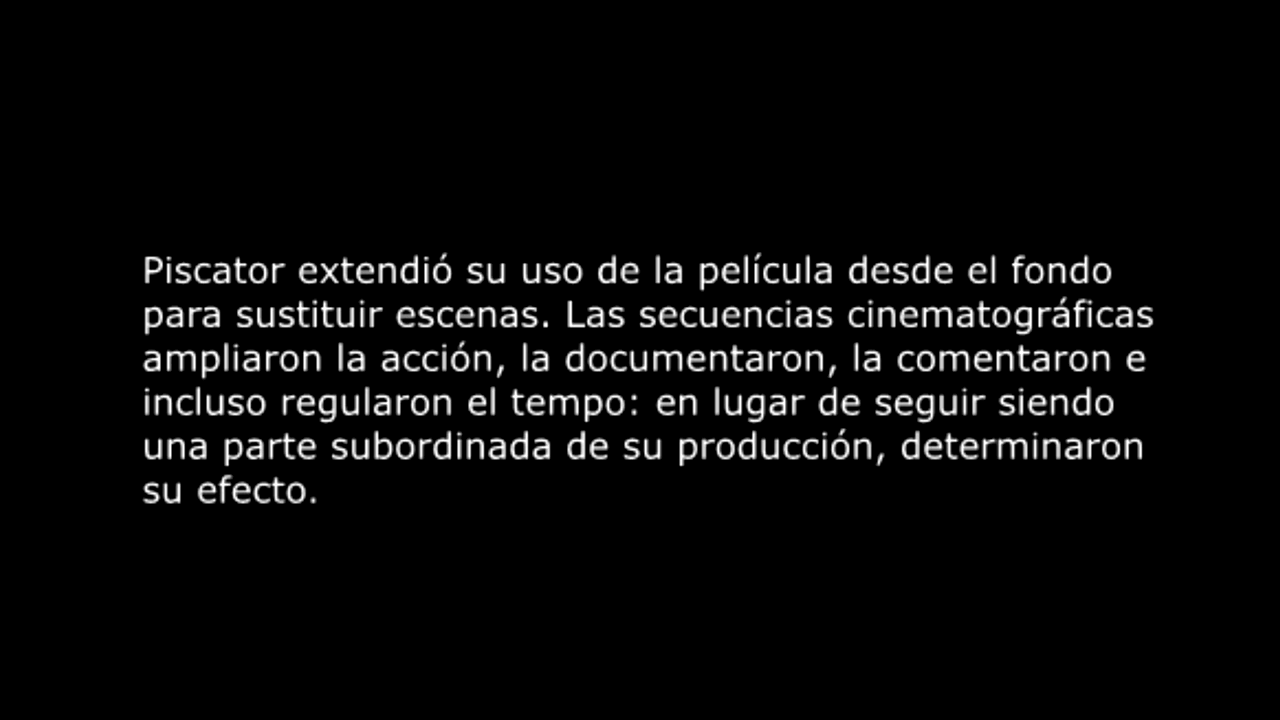 Piscator extendió su uso de la película desde el fondo
para sustituir escenas. Las secuencias cinematográficas
ampliaron la acción, la documentaron, la comentaron e
incluso regularon el tempo: en lugar de seguir siendo
una parte subordinada de su producción, determinaron
su efecto.